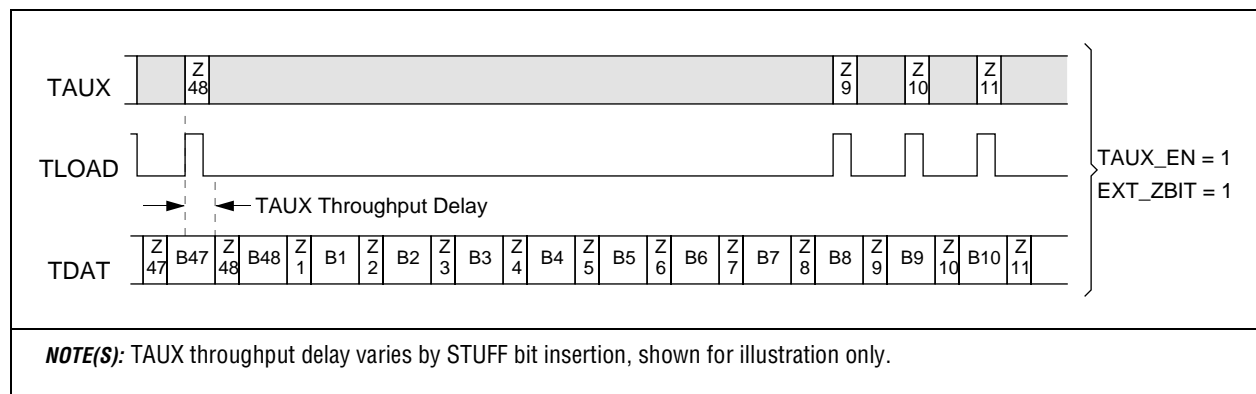 TAUX Z 48 Z 9 Z 10 Z 11
TLOAD
TAUX_EN = 1
EXT_ZBIT = 1
TAUX Throughput Delay
TDAT Z 47 B47 Z 48 B48 Z 1 B1 Z 2 B2 Z 3 B3 Z 4 B4 Z 5 B5 Z 6 B6 Z 7 B7 Z 8 B8 Z 9 B9 Z 10 B10 Z 11
NOTE(S): TAUX throughput delay varies by STUFF bit insertion, shown for illustration only.